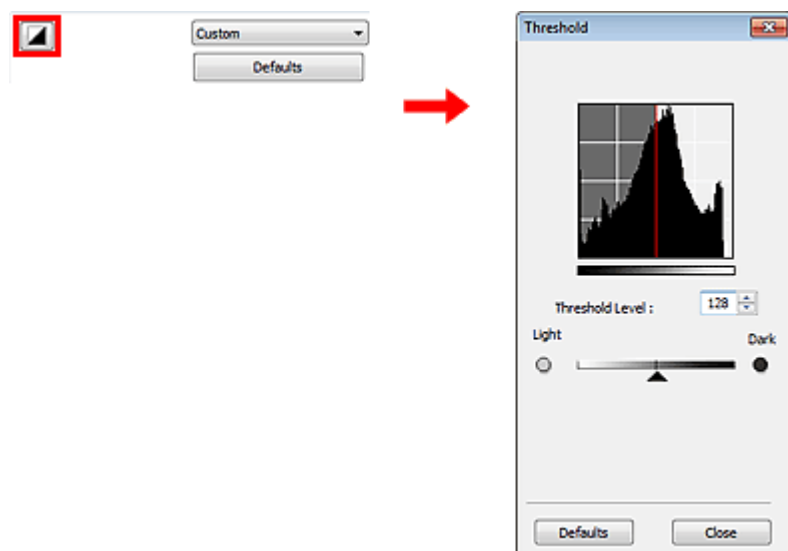 Custom
Defaults
Threshold
Threshold Level :
128
Light
Dark
Defaults
Close